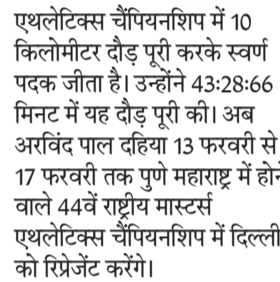 एथलेटिक्स चैंपियनशिप में 10
किलोमीटर दौड़ पूरी करके स्वर्ण
पदक जीता है। उन्होंने 43:28:66
मिनट में यह दौड़ पूरी की। अब
अरविंद पाल दहिया 13 फरवरी से
17 फरवरी तक पुणे महाराष्ट्र में
वाले 44वें राष्ट्रीय मास्टर्स
एथलेटिक्स चैंपियनशिप में दिल्ली
को रिप्रेजेंट करेंगे।